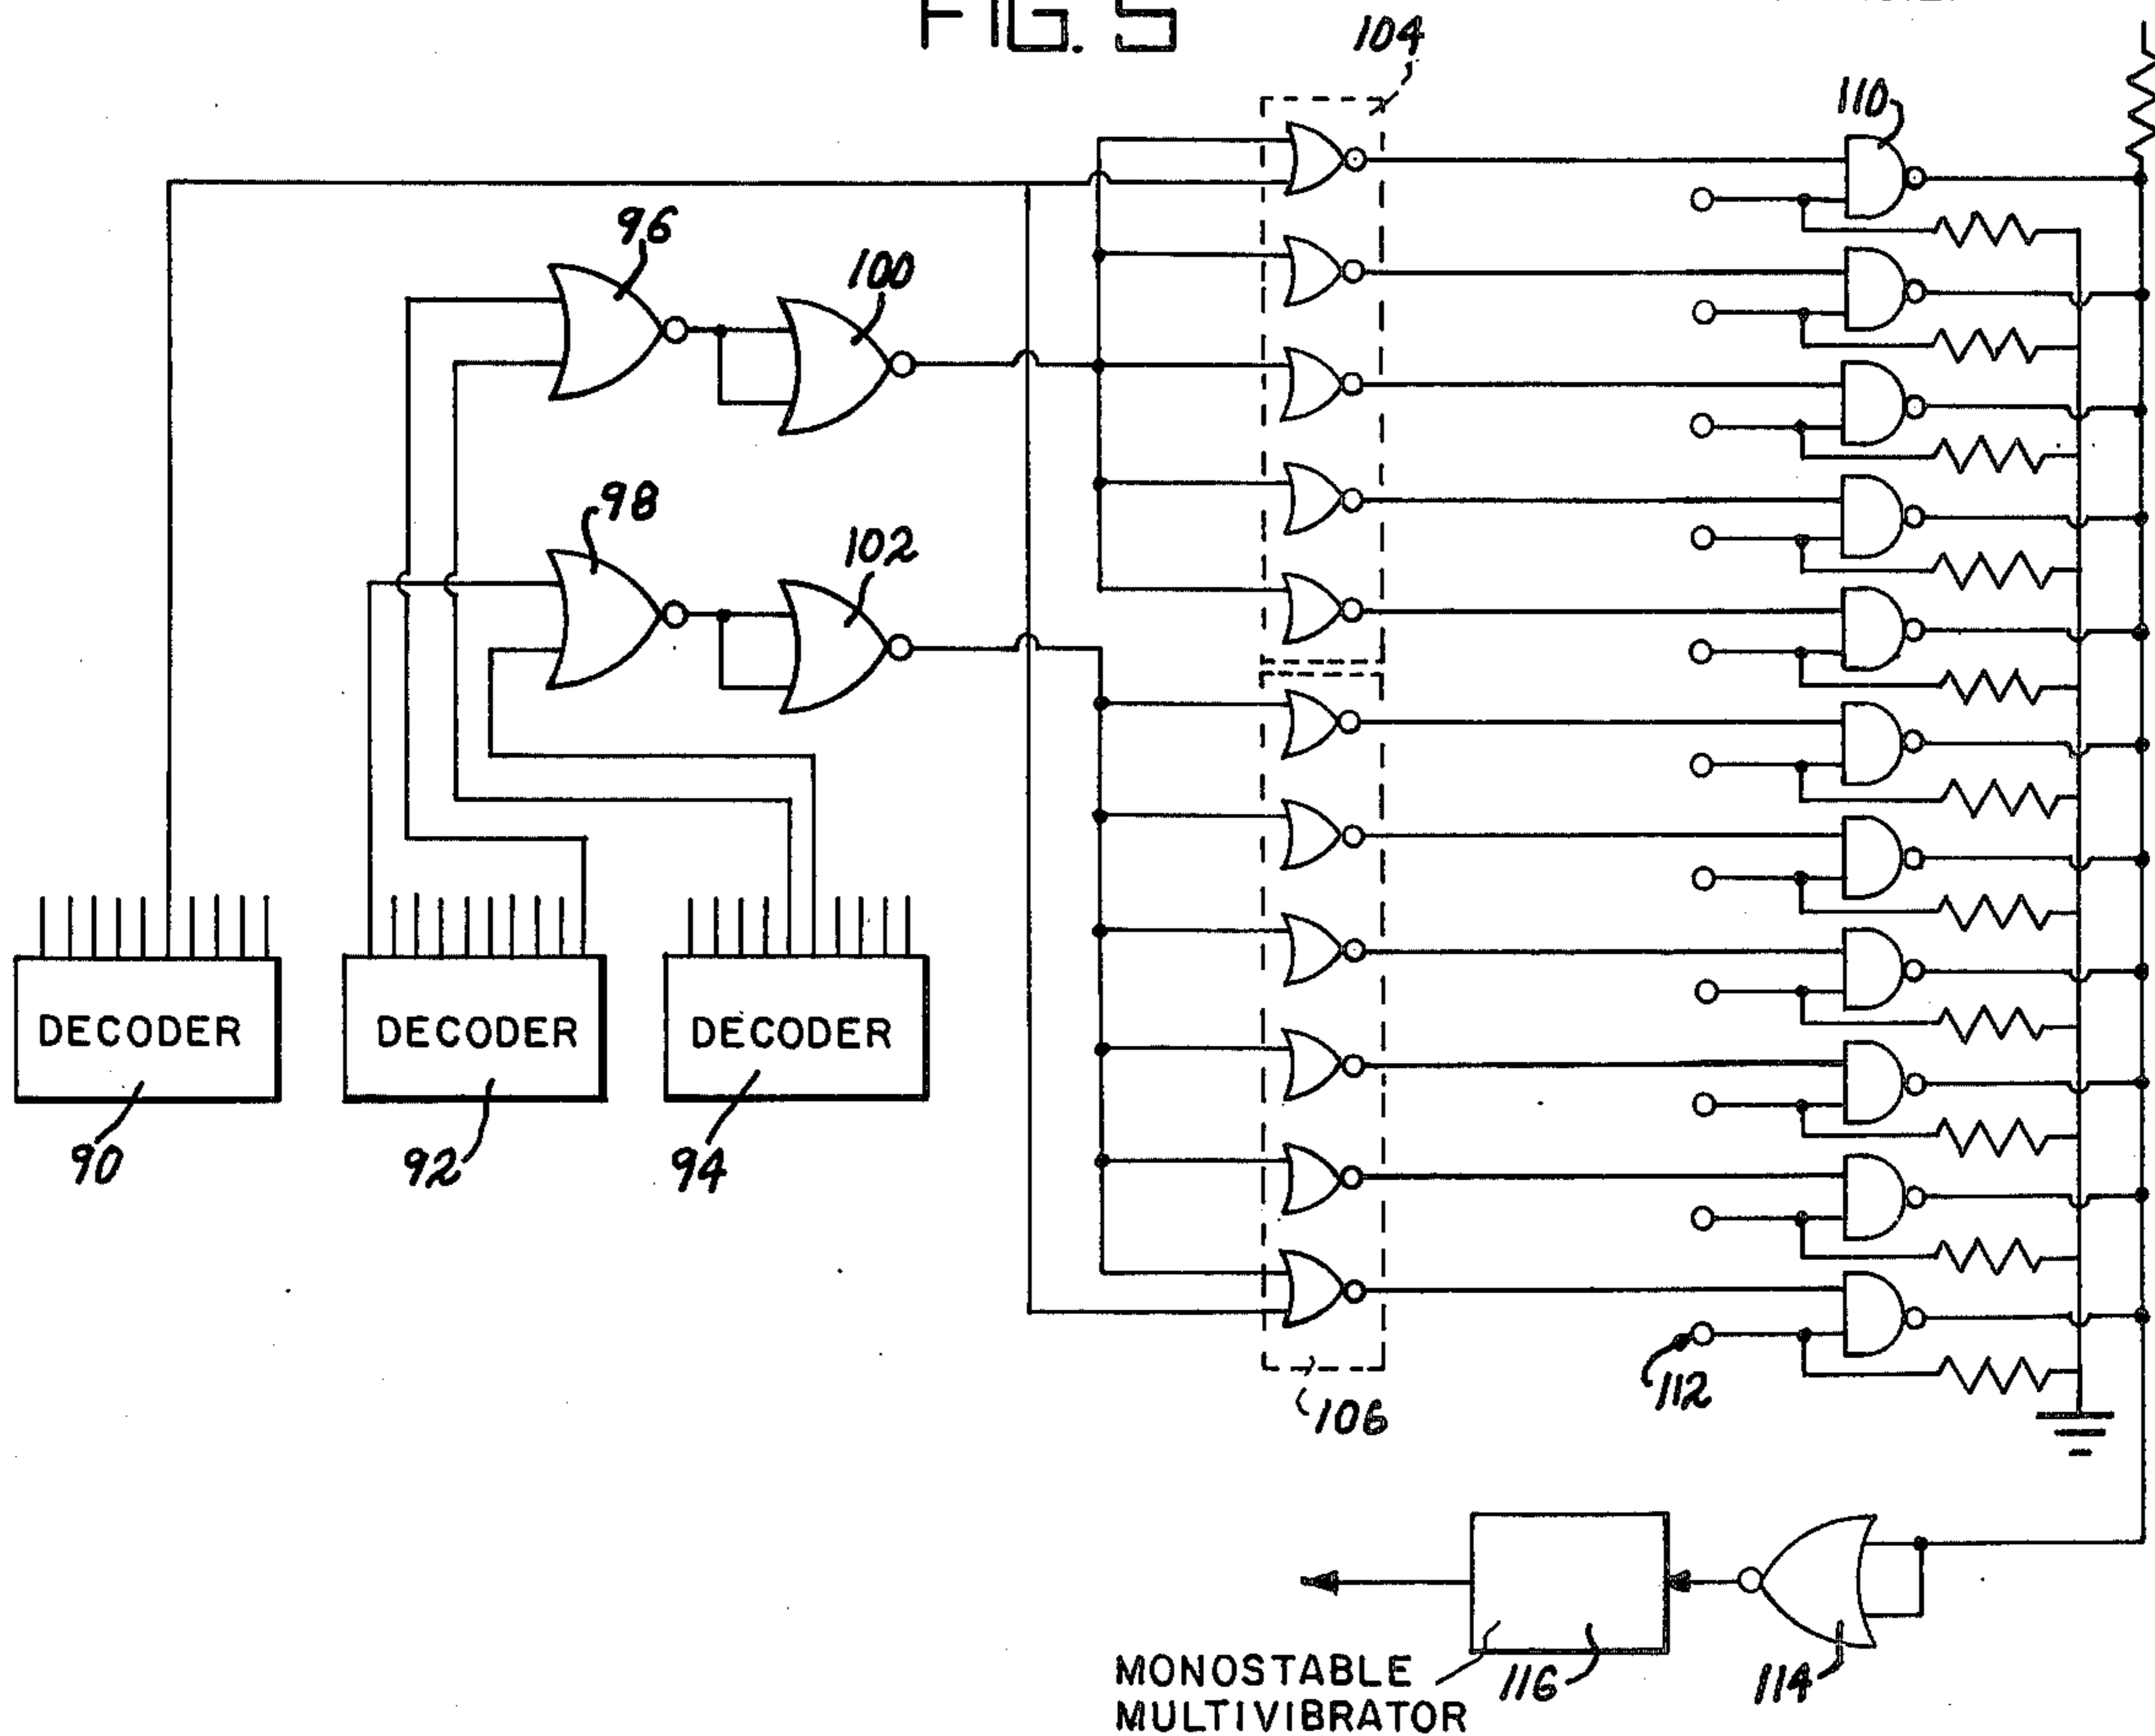 FIG. 5
104
110
96
100
98
102
DECODER
DECODER
DECODER
90
92
94
112
106
MONOSTABLE
MULTIVIBRATOR
116
114